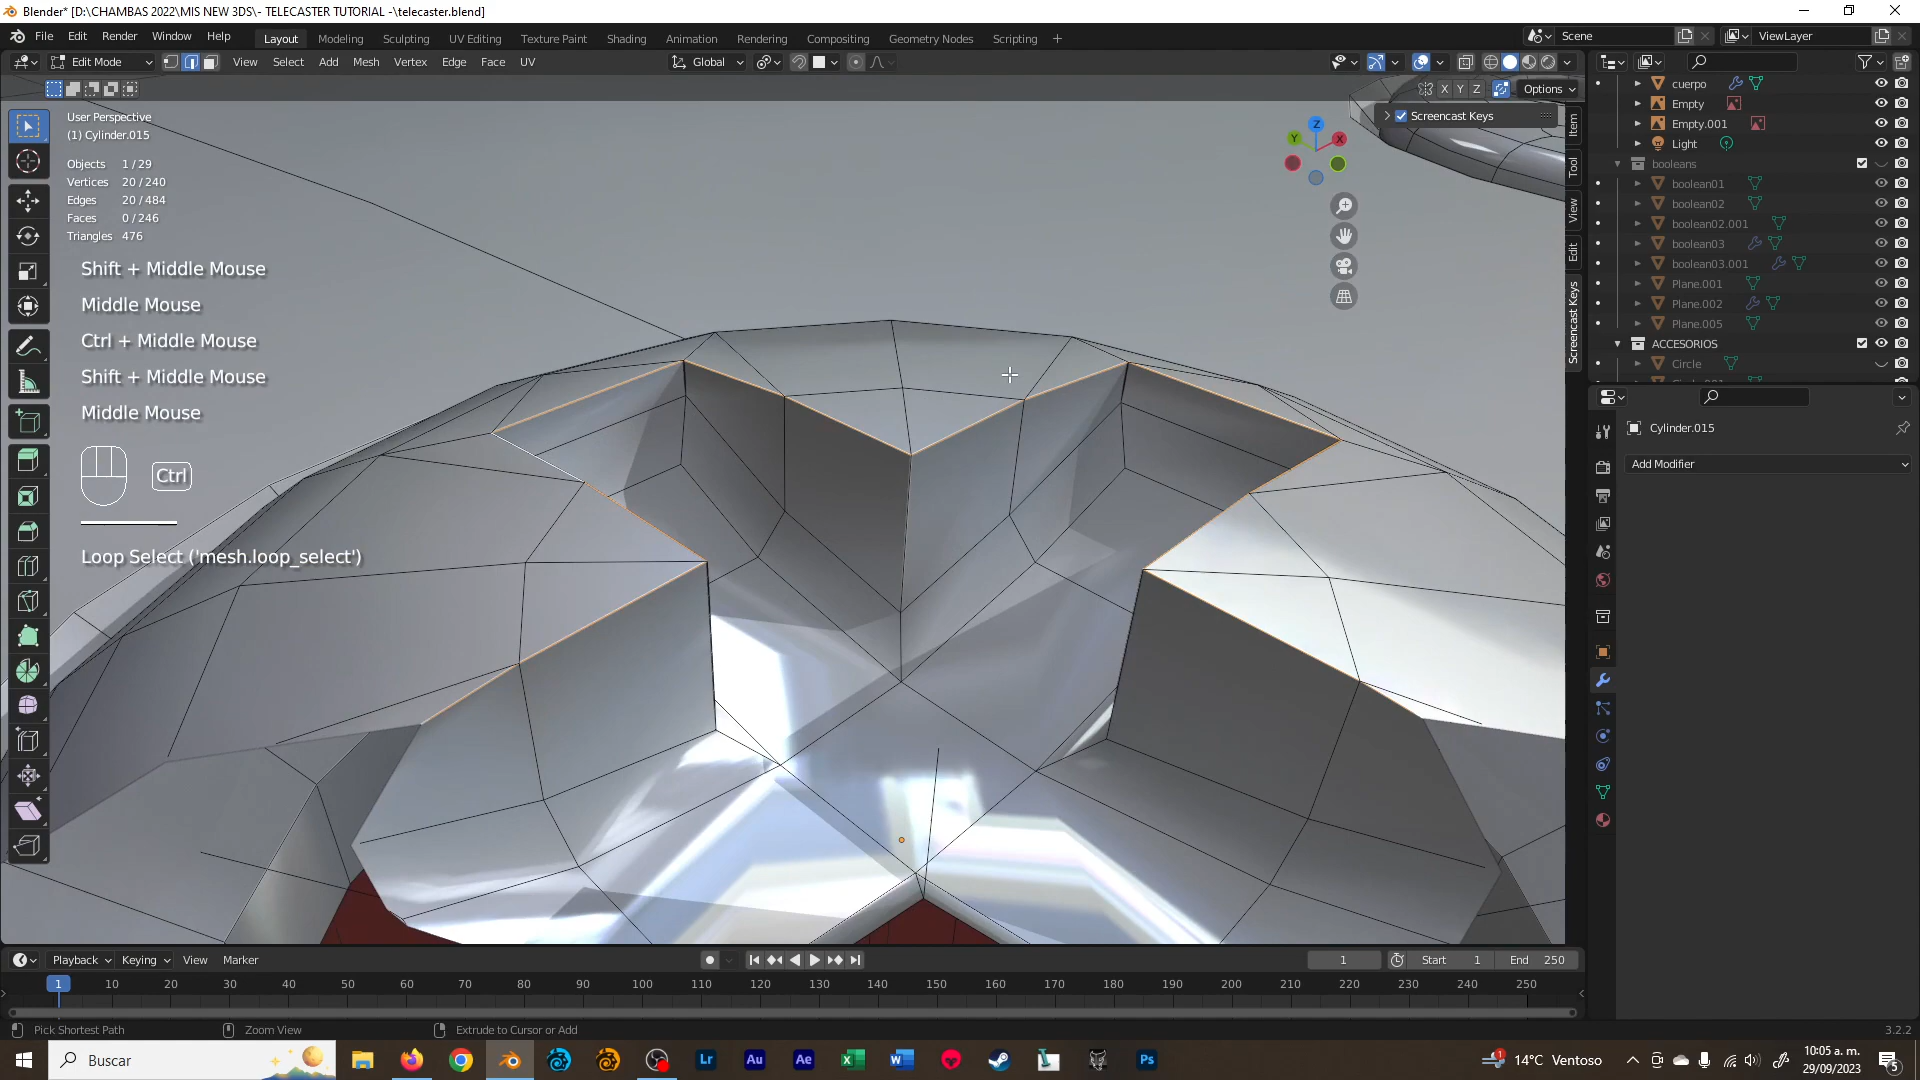 Blender* [D:\CHAMBAS 2022\MIS NEW 3DS\- TELECASTER TUTORIAL -\telecaster.blend]
File Edit Render Window Help Layout Modeling Sculpting UV Editing Texture Paint Shading Animation Rendering Compositing Geometry Nodes Scripting + Scene ViewLayer
Edit Mode View Select Add Mesh Vertex Edge Face UV Global
X Y Z Options
User Perspective
(1) Cylinder.015
Objects 1/29
Vertices 20/240
Edges 20/484
Faces 0/246
Triangles 476
Shift + Middle Mouse
Middle Mouse
Ctrl + Middle Mouse
Shift + Middle Mouse
Middle Mouse
Ctrl
Loop Select ('mesh.loop_select')
Screencast Keys
Z
Y
X
Item
Tool
View
Edit
Screencast Keys
cuerpo
Empty
Empty.001
Light
booleans
boolean01
boolean02
boolean02.001
boolean03
boolean03.001
Plane.001
Plane.002
Plane.005
ACCESORIOS
Circle
Cylinder.015
Add Modifier
Playback Keying View Marker 1 Start 1 End 250
1 10 20 30 40 50 60 70 80 90 100 110 120 130 140 150 160 170 180 190 200 210 220 230 240 250
Pick Shortest Path Zoom View Extrude to Cursor or Add 3.2.2
Buscar Lr Au Ae Ps 1 14°C Ventoso 10:05 a. m.
29/09/2023 5